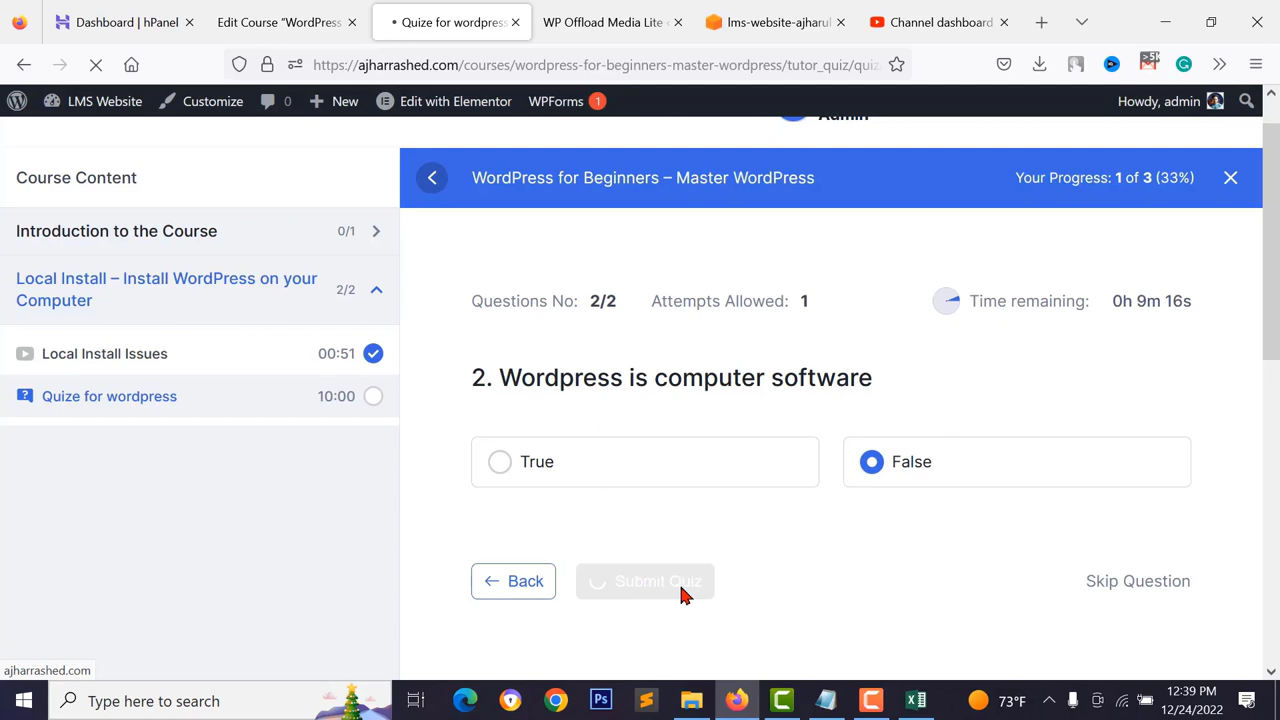 Dashboard | hPanel
Edit Course “WordPress
Quize for wordpress
WP Offload Media Lite
lms-website-ajharul
Channel dashboard
https://ajharrashed.com/courses/wordpress-for-beginners-master-wordpress/tutor_quiz/quiz
>5K
LMS Website
Customize
0
New
Edit with Elementor
WPForms
1
Howdy, admin
Admin
Course Content
WordPress for Beginners – Master WordPress
Your Progress: 1 of 3 (33%)
Introduction to the Course
0/1
Local Install – Install WordPress on your
Computer
2/2
Questions No: 2/2
Attempts Allowed: 1
Time remaining: 0h 9m 16s
Local Install Issues
00:51
Quize for wordpress
10:00
2. Wordpress is computer software
True
False
Back
Submit Quiz
Skip Question
ajharrashed.com
Type here to search
Ps
73°F
12:39 PM
12/24/2022